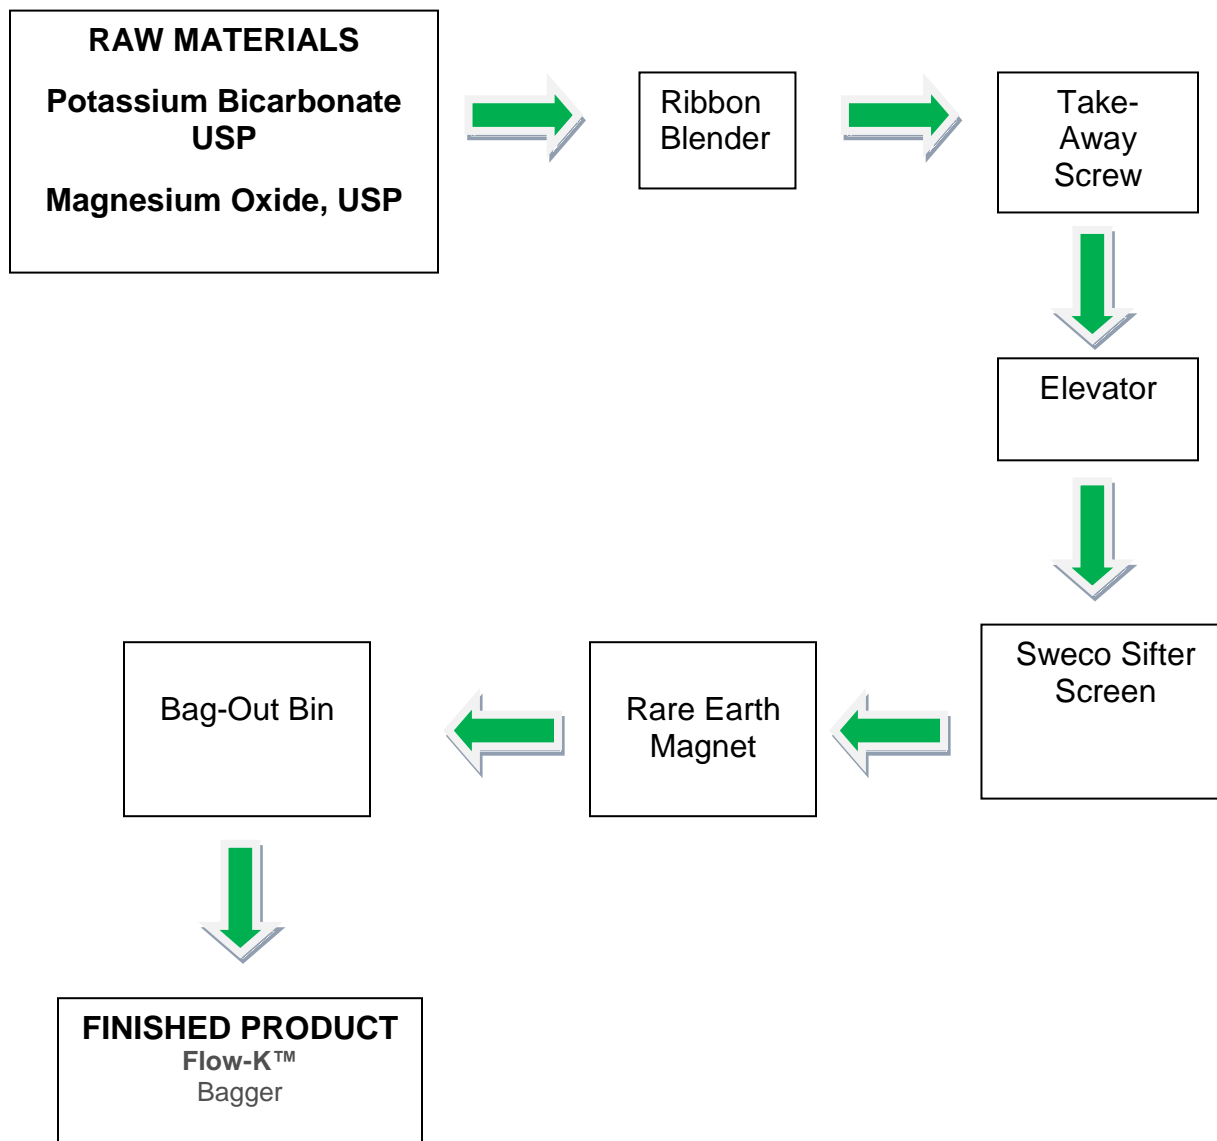 RAW MATERIALS
Potassium Bicarbonate
USP
Magnesium Oxide, USP
Ribbon
Blender
Take-
Away
Screw
Elevator
Sweco Sifter
Screen
Rare Earth
Magnet
Bag-Out Bin
FINISHED PRODUCT
Flow-K™
Bagger